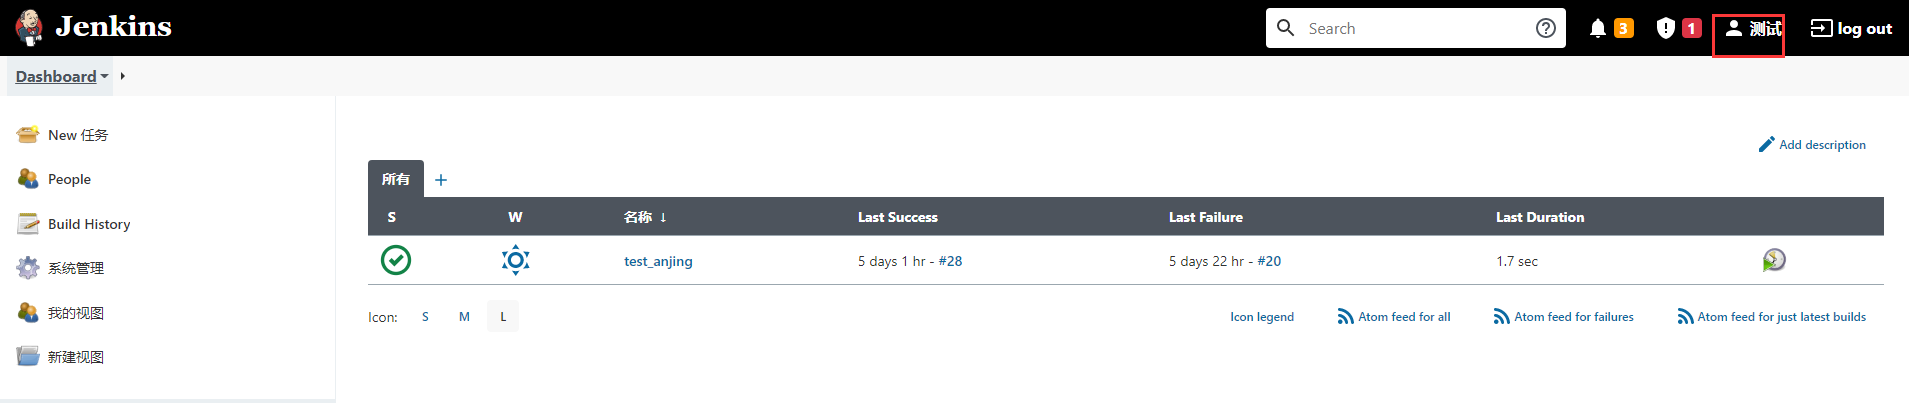 Jenkins Search 3 1 测试 log out
Dashboard
New 任务
People
Build History
系统管理
我的视图
新建视图
Add description
所有 +
S W 名称 ↓ Last Success Last Failure Last Duration
test_anjing 5 days 1 hr - #28 5 days 22 hr - #20 1.7 sec
Icon: S M L Icon legend Atom feed for all Atom feed for failures Atom feed for just latest builds